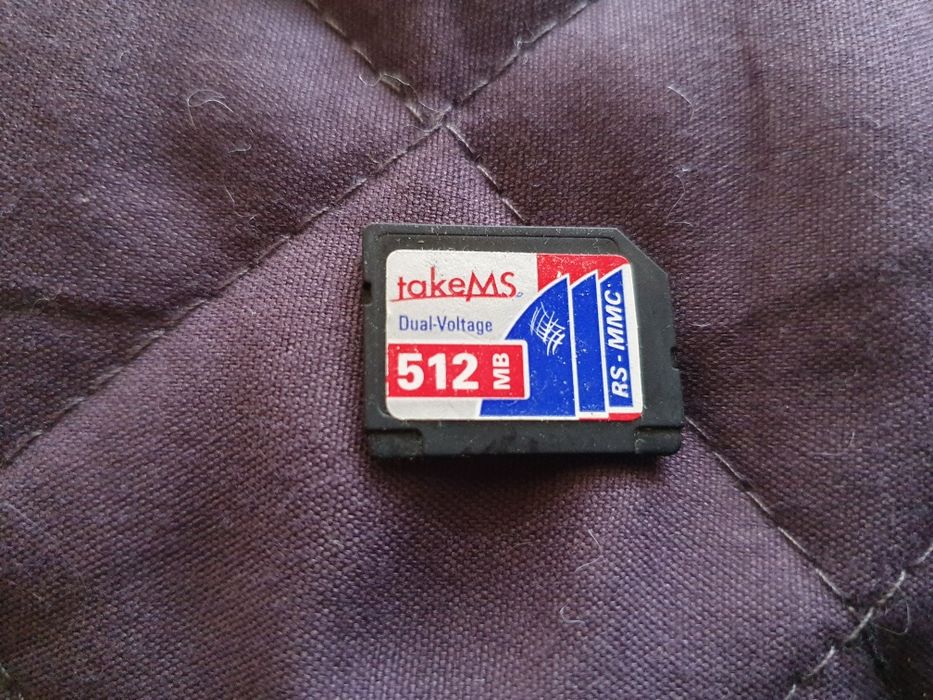 takeMS
Dual-Voltage
512 MB
RS-MMC